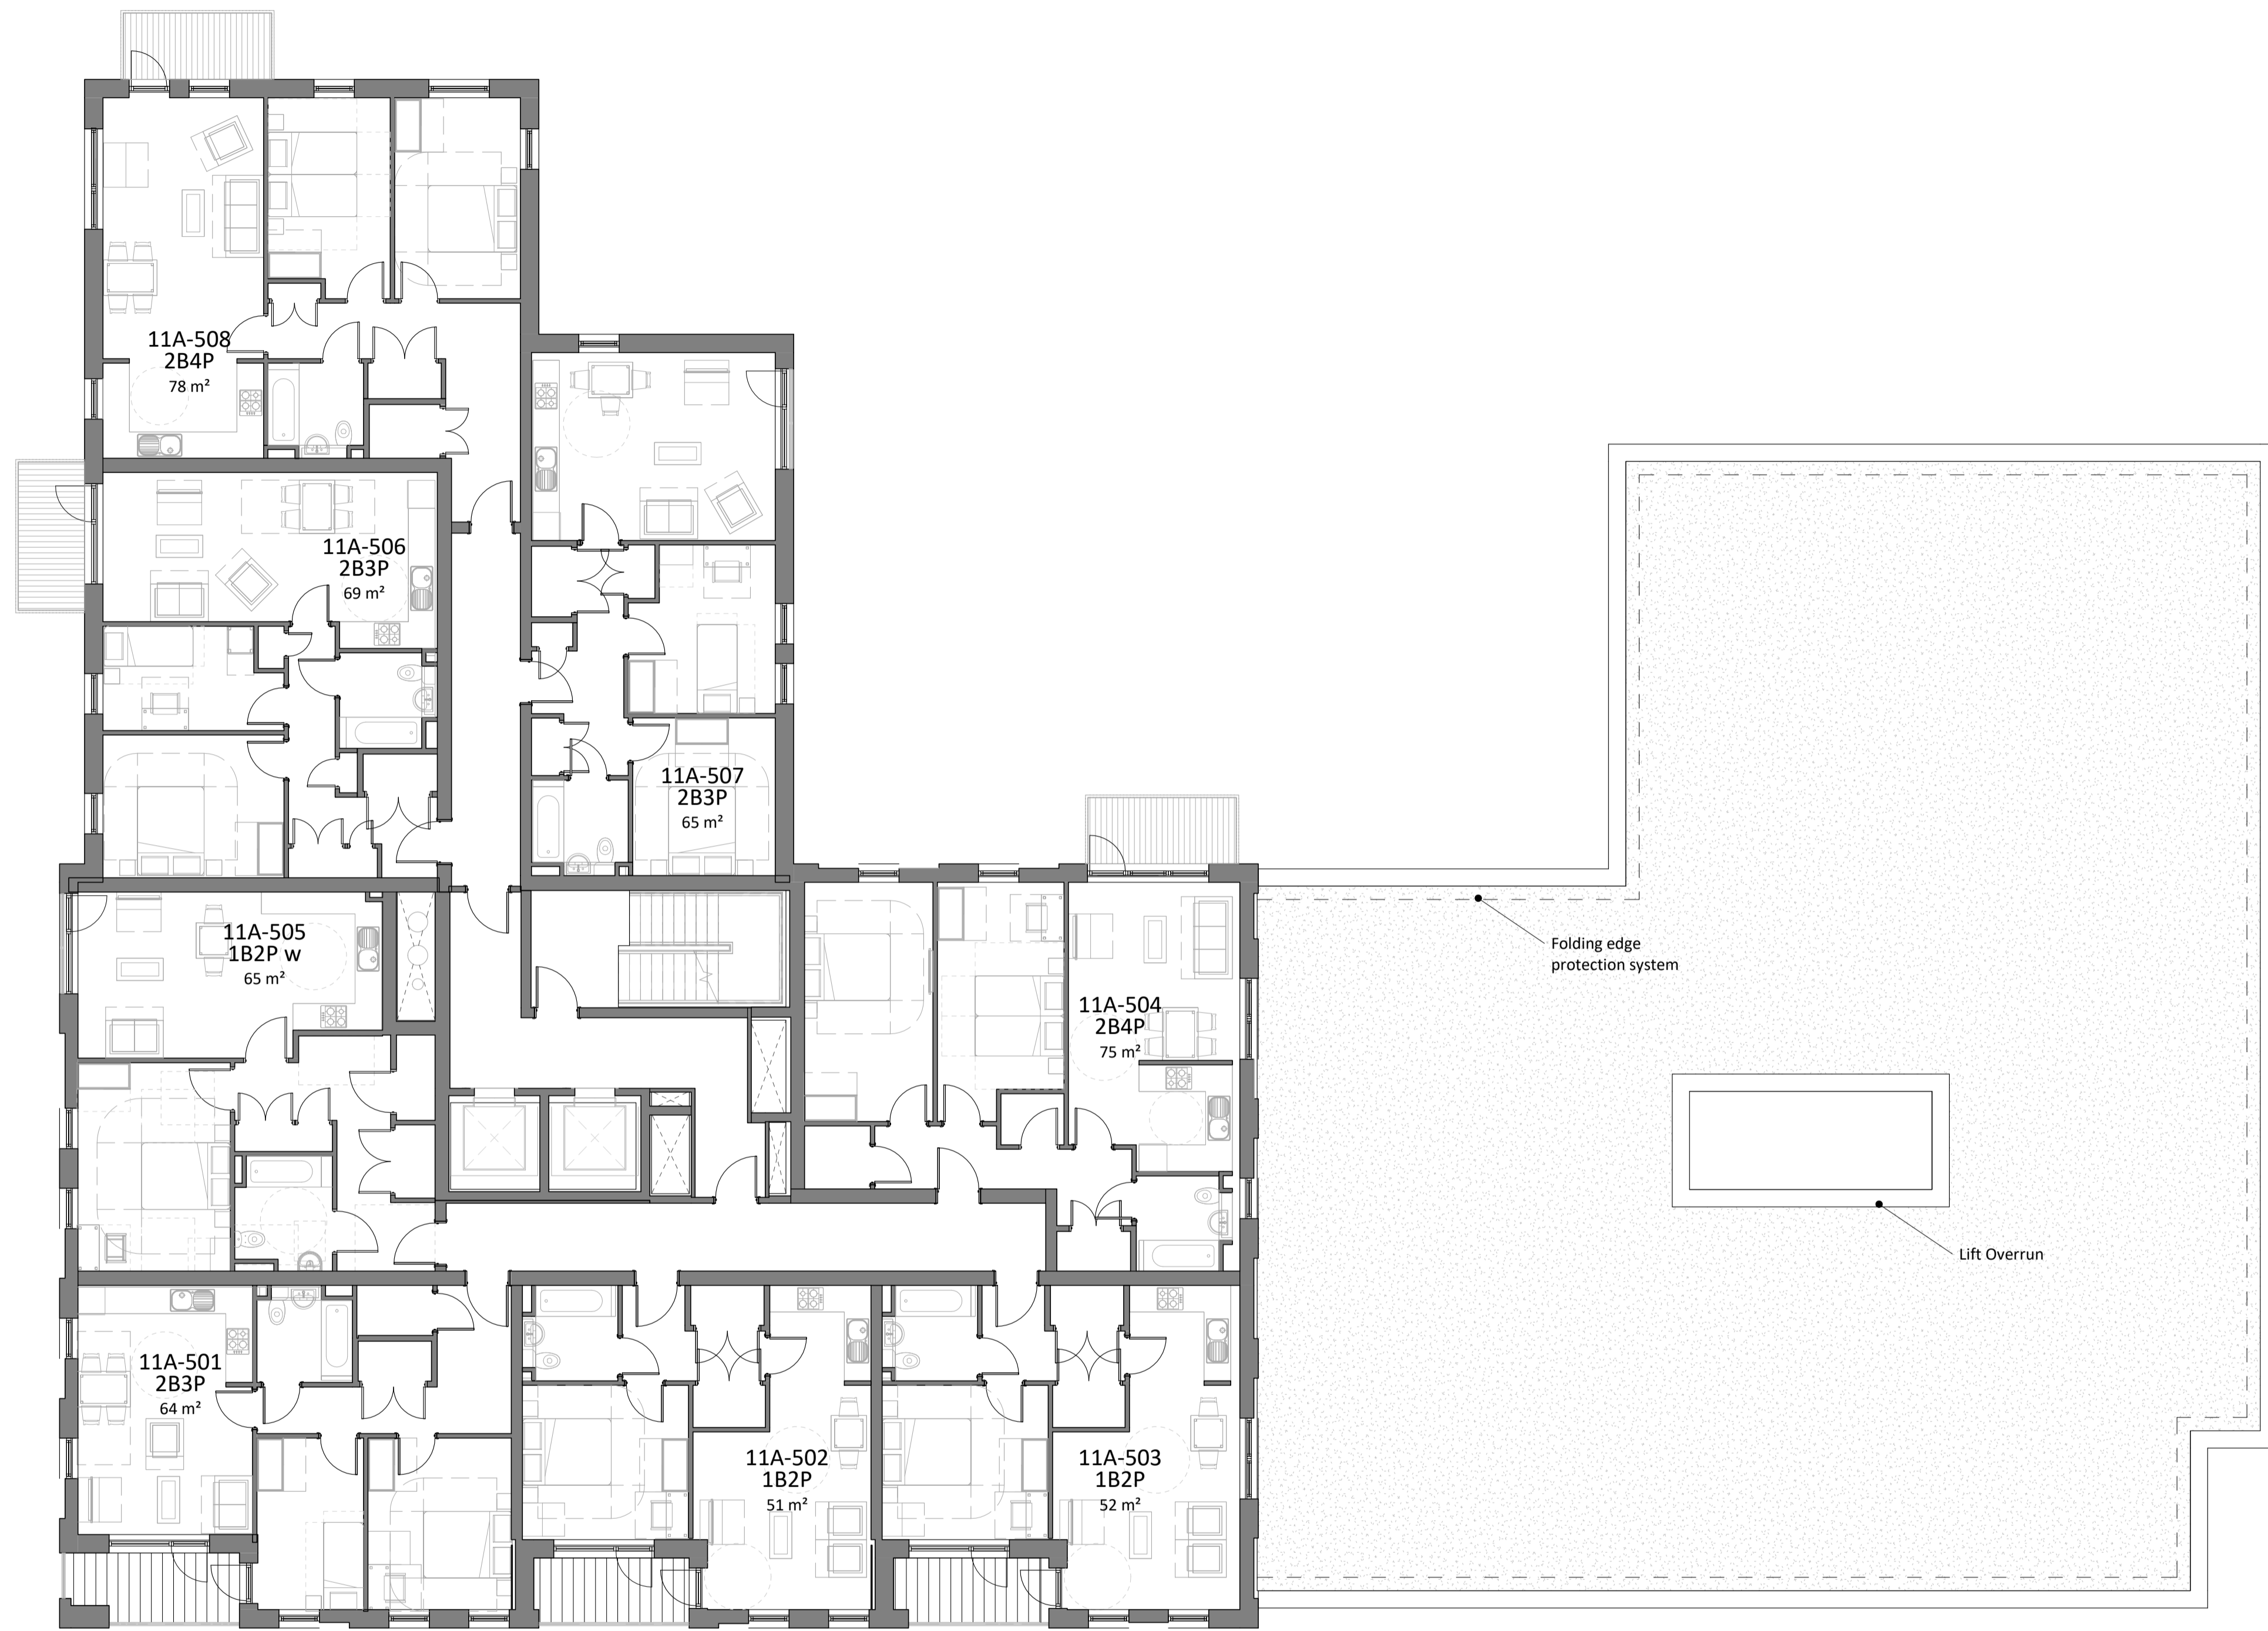 11A-508
2B4P
78 m²
11A-506
2B3P
69 m²
11A-507
2B3P
65 m²
11A-505
1B2P w
65 m²
Folding edge
protection system
11A-504
2B4P
75 m²
Lift Overrun
11A-501
2B3P
64 m²
11A-502
1B2P
51 m²
11A-503
1B2P
52 m²